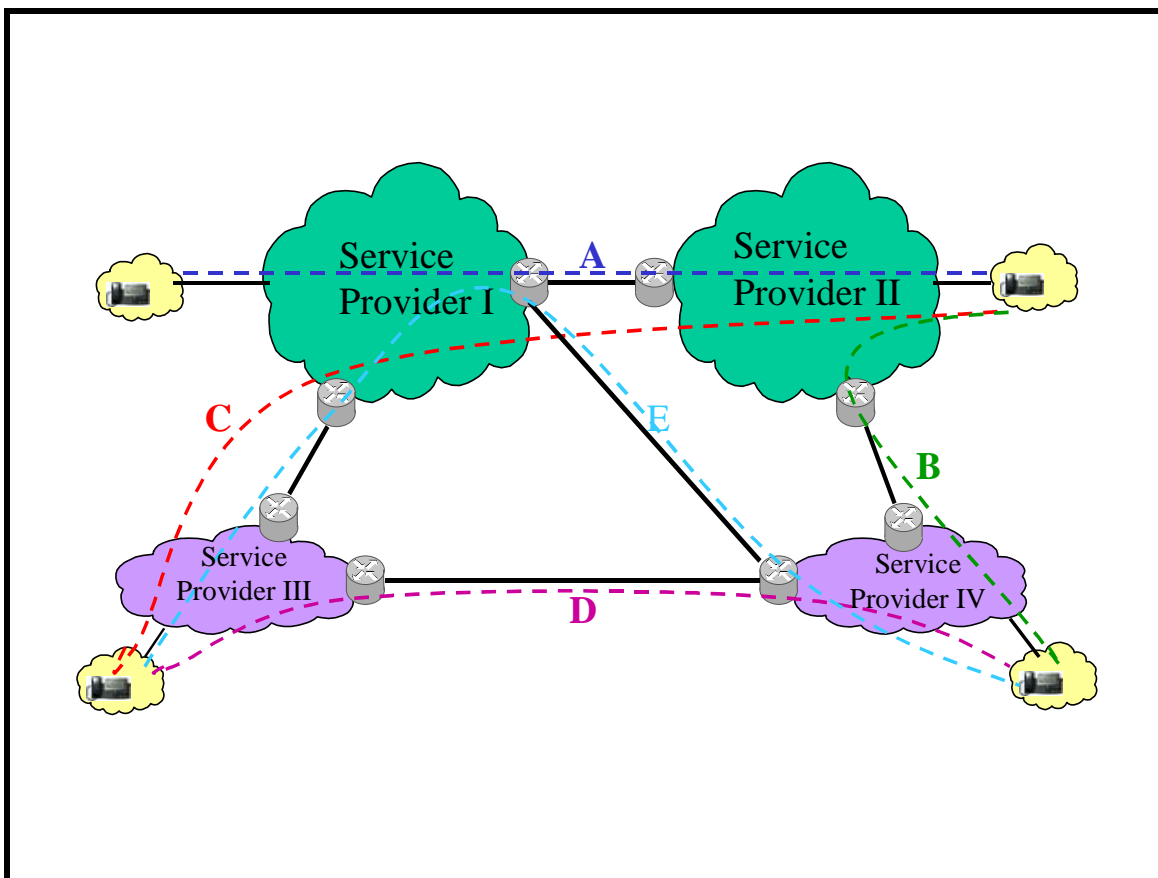 Service
Provider I
A
Service
Provider II
C
E
B
Service
Provider III
D
Service
Provider IV